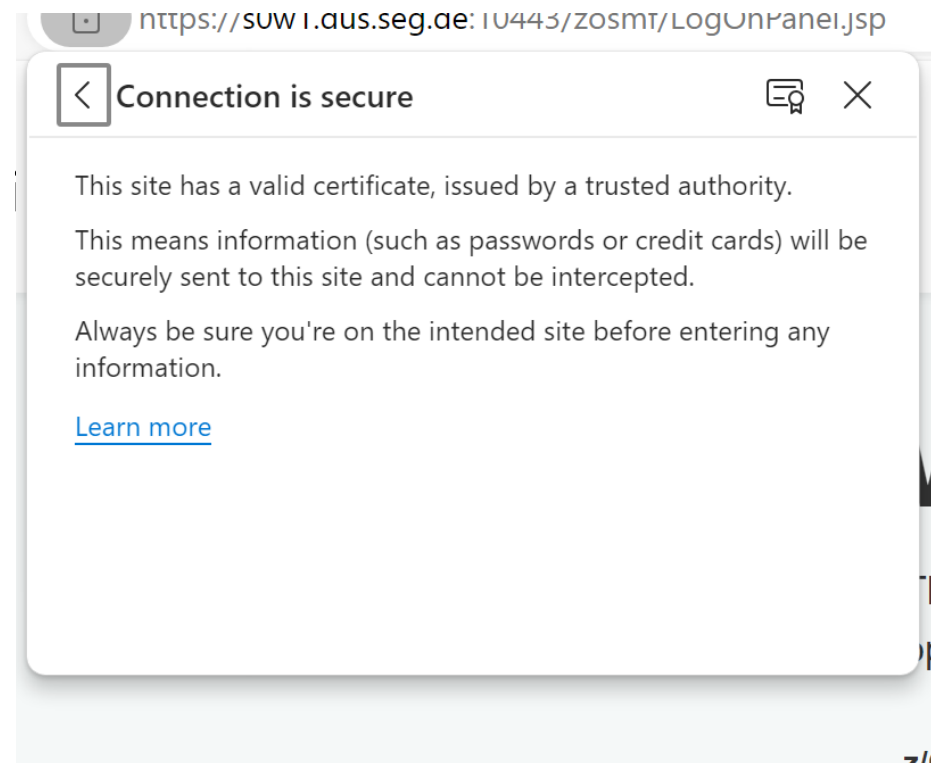 https://s0w1.dus.seg.de:10443/zosmf/LogOnPanel.jsp
Connection is secure
This site has a valid certificate, issued by a trusted authority.
This means information (such as passwords or credit cards) will be
securely sent to this site and cannot be intercepted.
Always be sure you're on the intended site before entering any
information.
Learn more